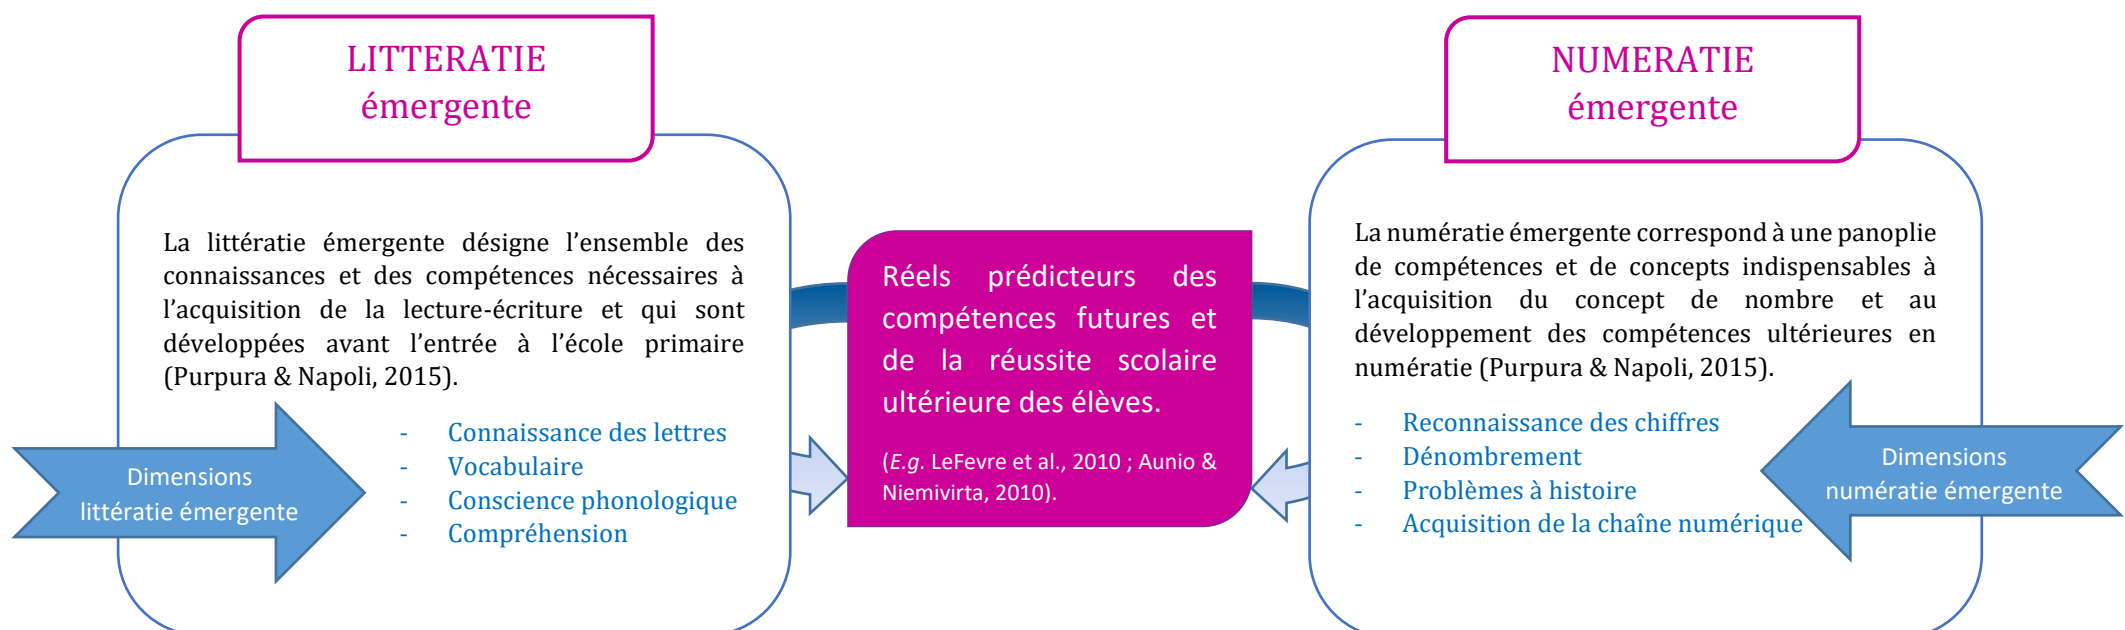 LITTERATIE
émergente
La littératie émergente désigne l’ensemble des
connaissances et des compétences nécessaires à
l’acquisition de la lecture-écriture et qui sont
développées avant l’entrée à l’école primaire
(Purpura & Napoli, 2015).
Dimensions
littératie émergente
- Connaissance des lettres
- Vocabulaire
- Conscience phonologique
- Compréhension
Réels prédicteurs des
compétences futures et
de la réussite scolaire
ultérieure des élèves.
(E.g. LeFevre et al., 2010 ; Aunio &
Niemivirta, 2010).
NUMERATIE
émergente
La numératie émergente correspond à une panoplie
de compétences et de concepts indispensables à
l’acquisition du concept de nombre et au
développement des compétences ultérieures en
numératie (Purpura & Napoli, 2015).
- Reconnaissance des chiffres
- Dénombrement
- Problèmes à histoire
- Acquisition de la chaîne numérique
Dimensions
numératie émergente